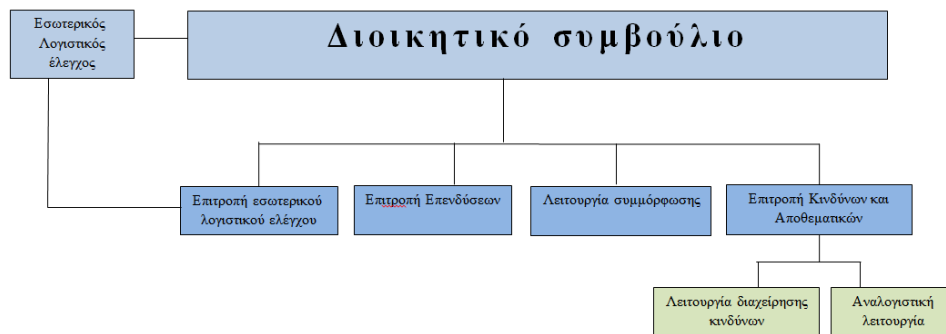 Εσωτερικός
Λογιστικός
έλεγχος
Διοικητικό συμβούλιο
Επιτροπή εσωτερικού
λογιστικού ελέγχου
Επιτροπή Επενδύσεων
Λειτουργία συμμόρφωσης
Επιτροπή Κινδύνων και
Αποθεματικών
Λειτουργία διαχείρησης
κινδύνων
Αναλογιστική
λειτουργία